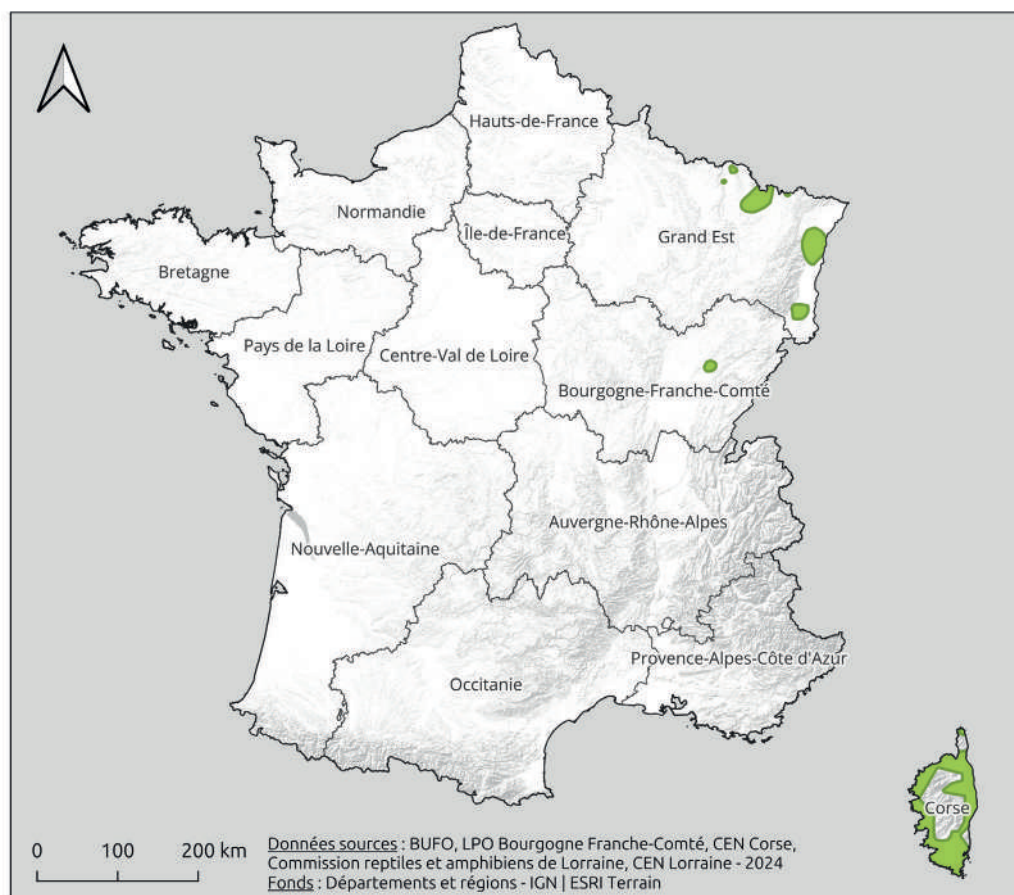 Hauts-de-France
Normandie
Île-de-France
Grand Est
Bretagne
Pays de la Loire
Centre-Val de Loire
Bourgogne-Franche-Comté
Auvergne-Rhône-Alpes
Nouvelle-Aquitaine
Provence-Alpes-Côte d'Azur
Occitanie
Corse
0 100 200 km
Données sources : BUFO, LPO Bourgogne Franche-Comté, CEN Corse,
Commission reptiles et amphibiens de Lorraine, CEN Lorraine - 2024
Fonds : Départements et régions - IGN | ESRI Terrain